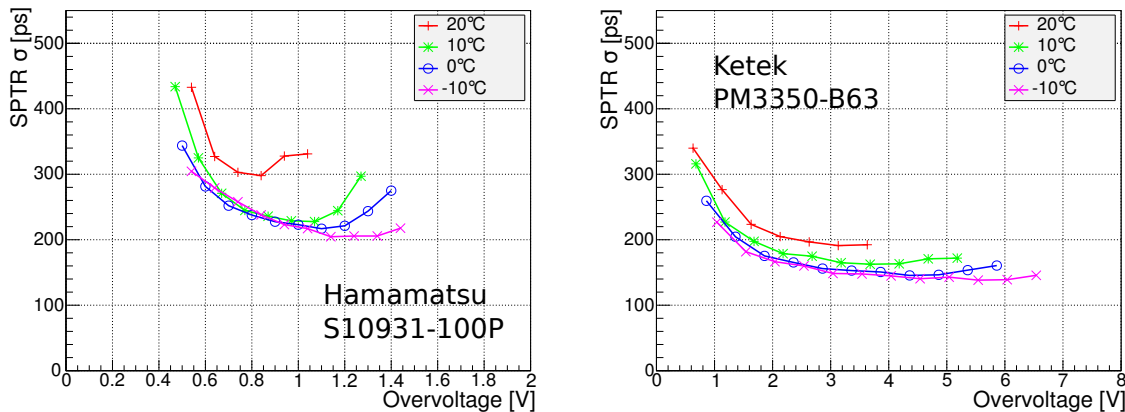 SPTR σ [ps]
500
400
300
200
100
0
0 0.2 0.4 0.6 0.8 1 1.2 1.4 1.6 1.8 2
Overvoltage [V]
20°C
10°C
0°C
-10°C
Hamamatsu
S10931-100P
SPTR σ [ps]
500
400
300
200
100
0
0 1 2 3 4 5 6 7 8
Overvoltage [V]
20°C
10°C
0°C
-10°C
Ketek
PM3350-B63